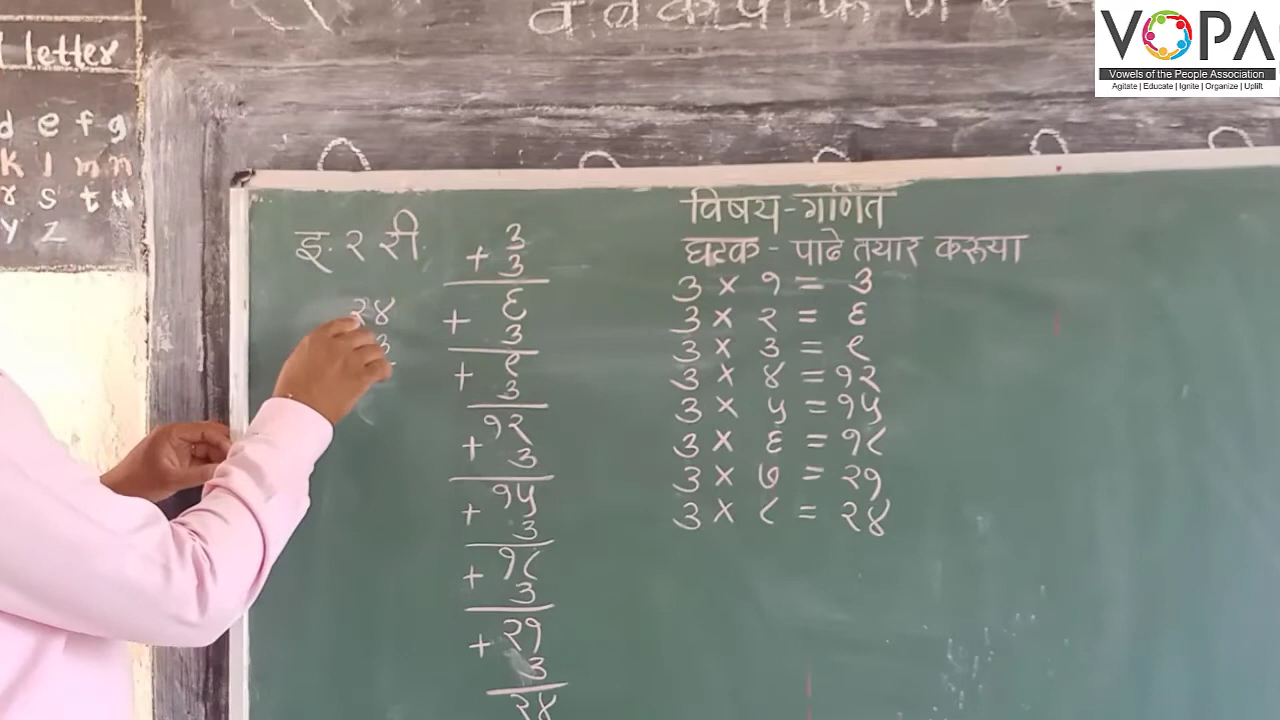 व ब क प फ
letter
d e f g
k l m n
r s t u
y z
VOPA
Vowels of the People Association
Agitate | Educate | Ignite | Organize | Uplift
इ. २ री.
२४
३
३
+ ३
६
+ ३
९
+ ३
१२
+ ३
१५
+ ३
१८
+ ३
२१
+ ३
२४
विषय - गणित
घटक - पाढे तयार करूया
३ × १ = ३
३ × २ = ६
३ × ३ = ९
३ × ४ = १२
३ × ५ = १५
३ × ६ = १८
३ × ७ = २१
३ × ८ = २४